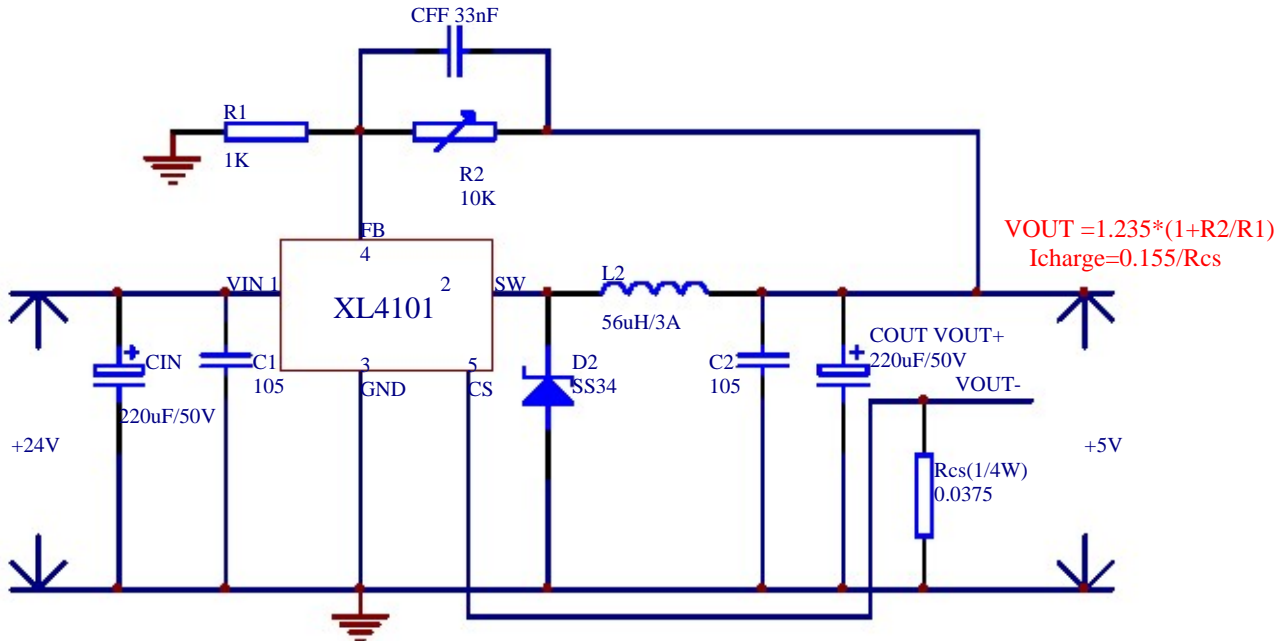 CFF 33nF
R1
1K
R2
10K
FB
4
VOUT =1.235*(1+R2/R1)
Icharge=0.155/Rcs
VIN 1
2
SW
L2
XL4101
56uH/3A
CIN
C1
105
3
GND
5
CS
D2
SS34
C2
105
COUT VOUT+
220uF/50V
VOUT-
220uF/50V
+24V
+5V
Rcs(1/4W)
0.0375